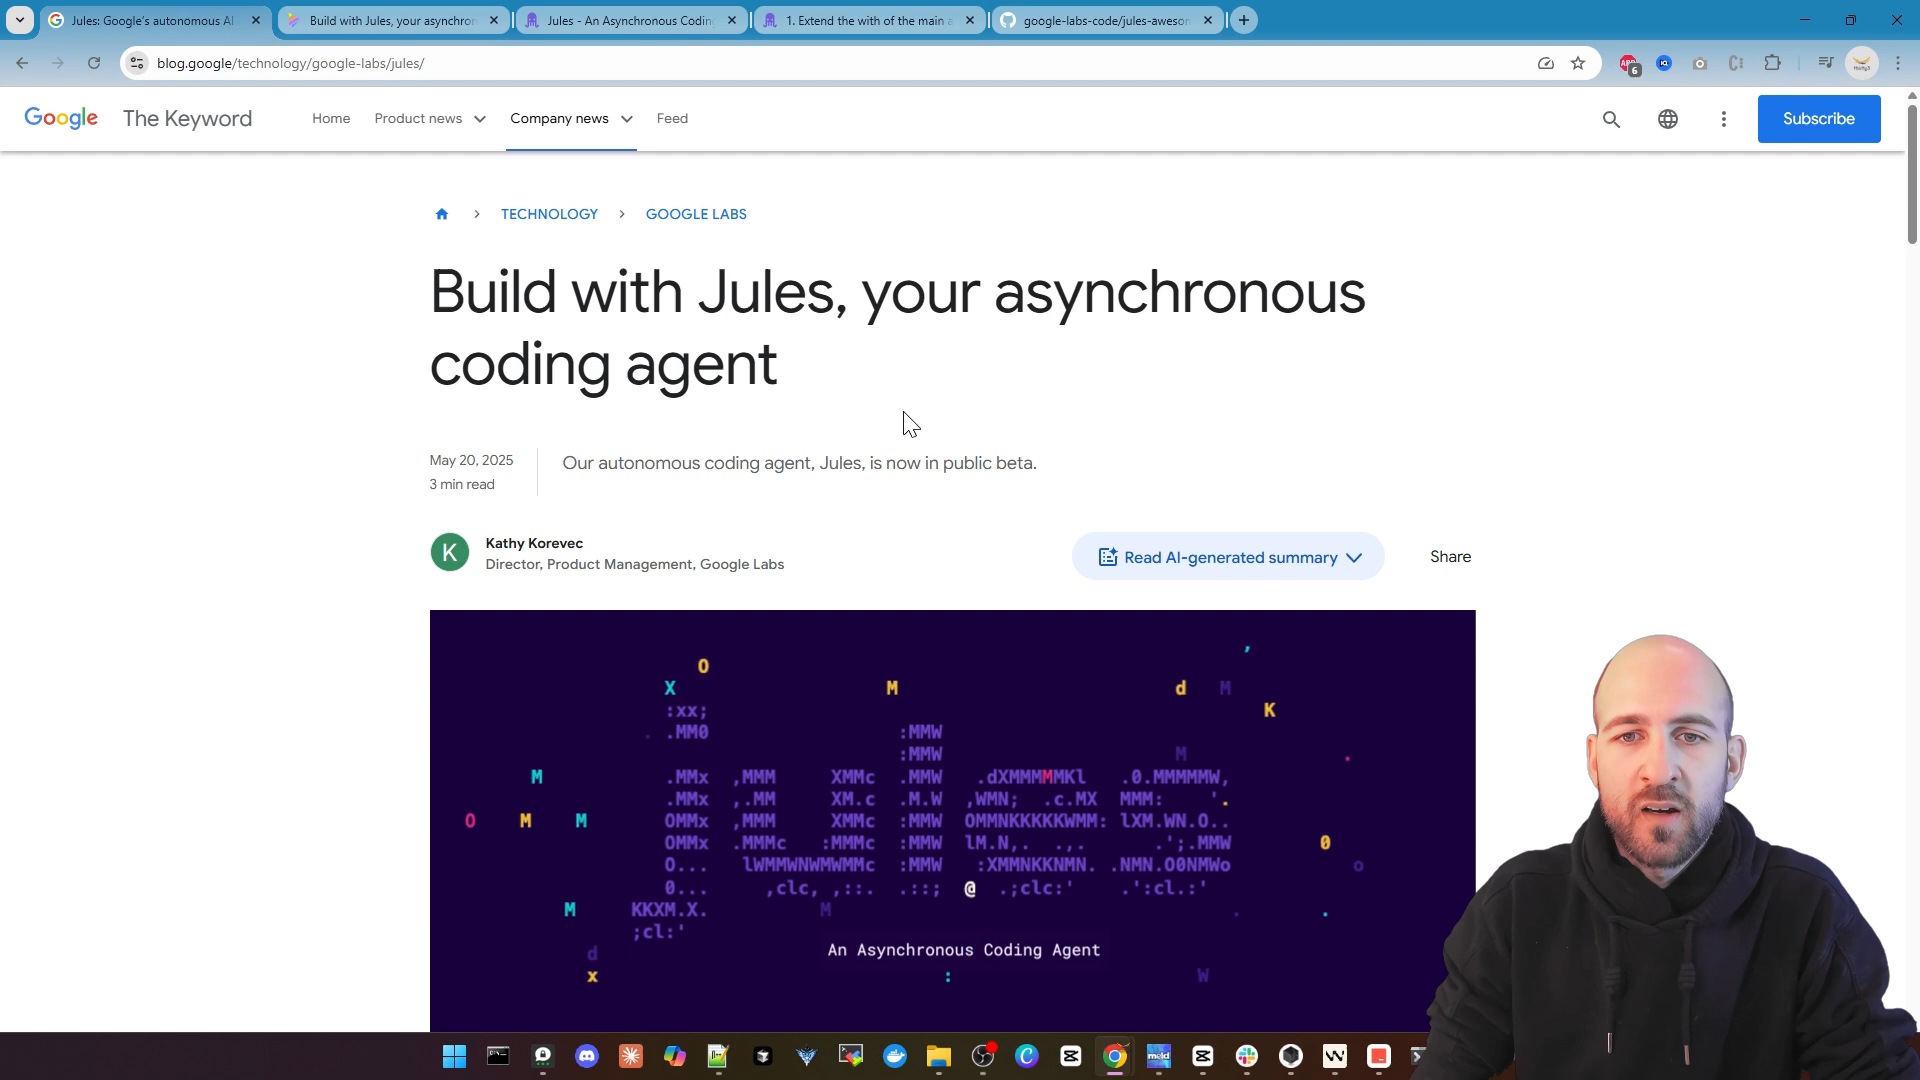 Jules: Google's autonomous AI
Build with Jules, your asynchron
Jules - An Asynchronous Codin
1. Extend the with of the main a
google-labs-code/jules-aweson
blog.google/technology/google-labs/jules/
ABP
6
Google The Keyword
Home
Product news
Company news
Feed
Subscribe
TECHNOLOGY
GOOGLE LABS
Build with Jules, your asynchronous
coding agent
May 20, 2025
3 min read
Our autonomous coding agent, Jules, is now in public beta.
K
Kathy Korevec
Director, Product Management, Google Labs
Read AI-generated summary
Share
An Asynchronous Coding Agent
meld